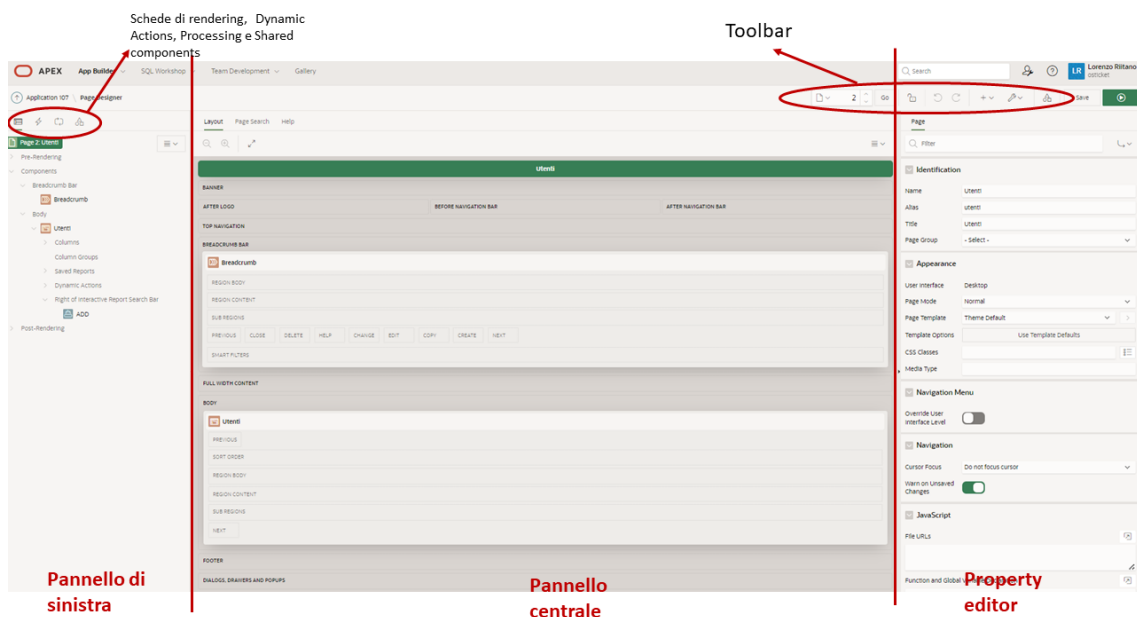 Schede di rendering, Dynamic
Actions, Processing e Shared
components
Toolbar
APEX App Builder SQL Workshop Team Development Gallery
Search
LR Lorenzo Riitano
Application 107 \ Page Designer
2 Go
Save
Layout Page Search Help
Page
Page 2: Utenti
Filter
Pre-Rendering
Components
Breadcrumb Bar
Breadcrumb
Body
Utenti
Columns
Column Groups
Saved Reports
Dynamic Actions
Right of Interactive Report Search Bar
ADD
Post-Rendering
Utenti
BANNER
AFTER LOGO BEFORE NAVIGATION BAR AFTER NAVIGATION BAR
TOP NAVIGATION
BREADCRUMB BAR
Breadcrumb
REGION BODY
REGION CONTENT
SUB REGIONS
PREVIOUS CLOSE DELETE HELP CHANGE EDIT COPY CREATE NEXT
SMART FILTERS
FULL WIDTH CONTENT
BODY
Utenti
PREVIOUS
SORT ORDER
REGION BODY
REGION CONTENT
SUB REGIONS
NEXT
FOOTER
DIALOGS, DRAWERS AND POPUPS
Identification
Name Utenti
Alias utenti
Title Utenti
Page Group - Select -
Appearance
User Interface Desktop
Page Mode Normal
Page Template Theme Default
Template Options Use Template Defaults
CSS Classes
Media Type
Navigation Menu
Override User
Interface Level
Navigation
Cursor Focus Do not focus cursor
Warn on Unsaved
Changes
JavaScript
File URLs
Function and Global
Pannello di
sinistra
Pannello
centrale
Property
editor